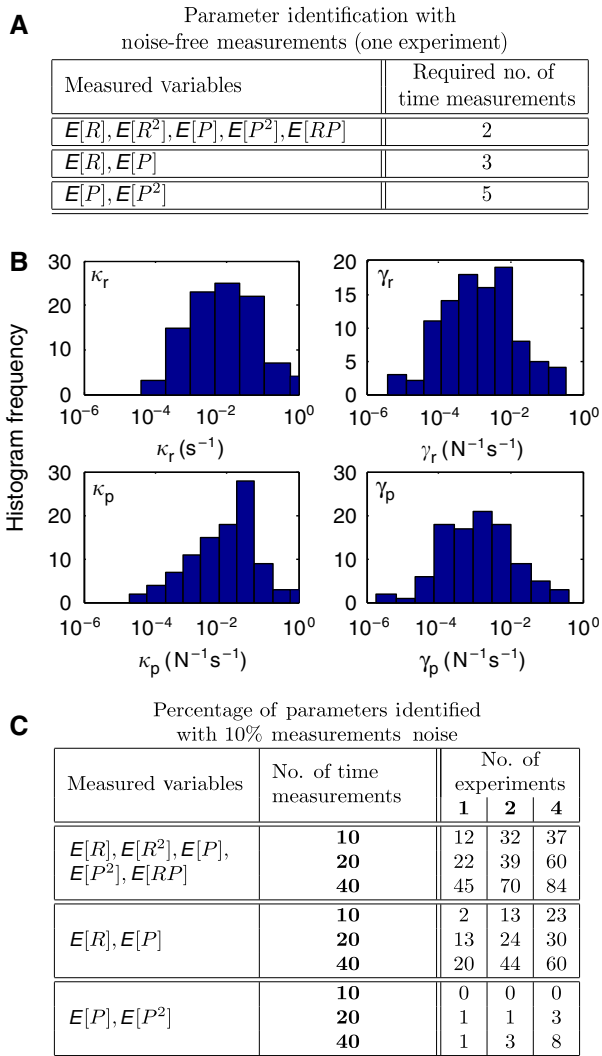 A
Parameter identification with
noise-free measurements (one experiment)
Measured variables
Required no. of
time measurements
E[R], E[R²], E[P], E[P²], E[RP] 2
E[R], E[P] 3
E[P], E[P²] 5
B
Histogram frequency
κr
30
20
10
0
10⁻⁶ 10⁻⁴ 10⁻² 10⁰
κr (s⁻¹)
γr
20
15
10
5
0
10⁻⁶ 10⁻⁴ 10⁻² 10⁰
γr (N⁻¹s⁻¹)
κp
30
20
10
0
10⁻⁶ 10⁻⁴ 10⁻² 10⁰
κp (N⁻¹s⁻¹)
γp
30
20
10
0
10⁻⁶ 10⁻⁴ 10⁻² 10⁰
γp (N⁻¹s⁻¹)
C
Percentage of parameters identified
with 10% measurements noise
Measured variables
No. of time
measurements
No. of
experiments
1 2 4
E[R], E[R²], E[P],
E[P²], E[RP]
10 12 32 37
20 22 39 60
40 45 70 84
E[R], E[P]
10 2 13 23
20 13 24 30
40 20 44 60
E[P], E[P²]
10 0 0 0
20 1 1 3
40 1 3 8